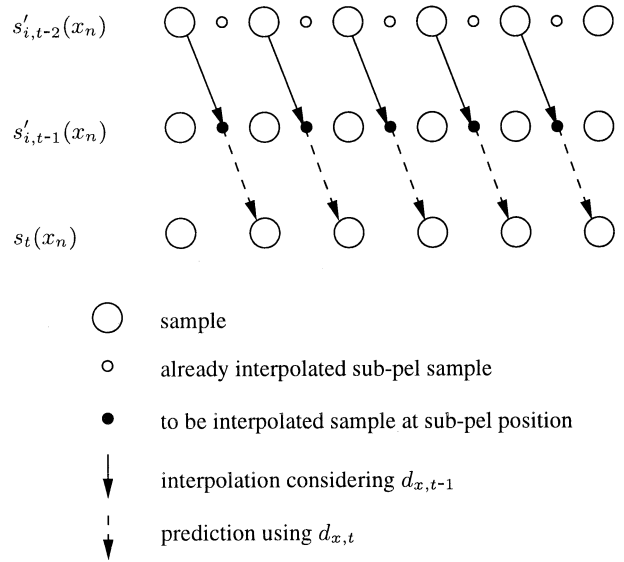 s′_{i,t-2}(x_n)
s′_{i,t-1}(x_n)
s_t(x_n)
sample
already interpolated sub-pel sample
to be interpolated sample at sub-pel position
interpolation considering d_{x,t-1}
prediction using d_{x,t}